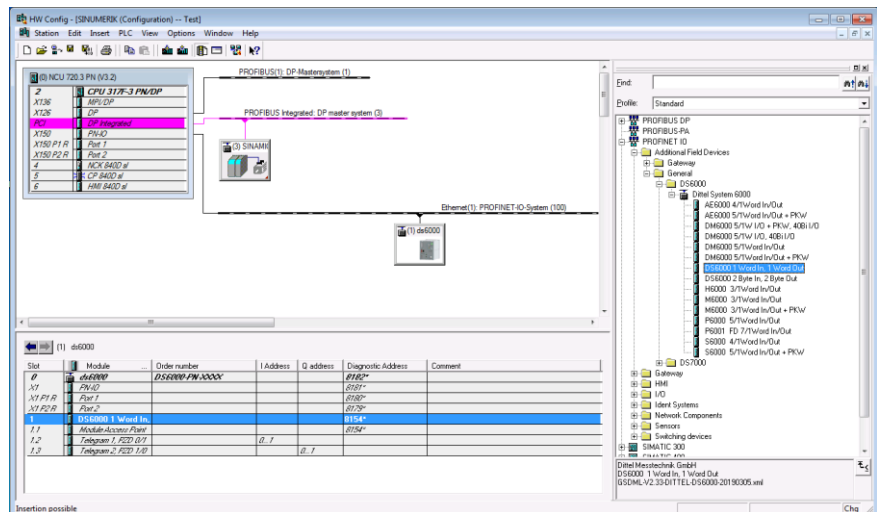 HW Config - [SINUMERIK (Configuration) -- Test]
Station Edit Insert PLC View Options Window Help
(0) NCU 720.3 PN (V3.2)
2 CPU 317F-3 PN/DP
X136 MPI/DP
X126 DP
PCI DP Integrated
X150 PN-IO
X150 P1 R Port 1
X150 P2 R Port 2
4 NCK 840D sl
5 CP 840D sl
6 HMI 840D sl
PROFIBUS(1): DP-Mastersystem (1)
PROFIBUS Integrated: DP master system (3)
(3) SINAMI
Ethernet(1): PROFINET-IO-System (100)
(1) ds6000
Find:
Profile: Standard
PROFIBUS DP
PROFIBUS-PA
PROFINET IO
Additional Field Devices
Gateway
General
DS6000
Dittel System 6000
AE6000 4/1Word In/Out
AE6000 5/1Word In/Out + PKW
DM6000 5/1W I/O + PKW, 40Bi I/O
DM6000 5/1W I/O, 40Bi I/O
DM6000 5/1Word In/Out
DM6000 5/1Word In/Out + PKW
DS6000 1 Word In, 1 Word Out
DS6000 2 Byte In, 2 Byte Out
H6000 3/1Word In/Out
M6000 3/1Word In/Out
M6000 3/1Word In/Out + PKW
P6000 5/1Word In/Out
P6001 FD 7/1Word In/Out
S6000 4/1Word In/Out
S6000 5/1Word In/Out + PKW
DS7000
Gateway
HMI
I/O
Ident Systems
Network Components
Sensors
Switching devices
SIMATIC 300
SIMATIC 400
(1) ds6000
Slot Module ... Order number I Address Q address Diagnostic Address Comment
0 ds6000 DS6000-PN-XXXX 8182*
X1 PN-IO 8181*
X1 P1 R Port 1 8180*
X1 P2 R Port 2 8179*
1 DS6000 1 Word In, 8154*
1.1 Module Access Point 8154*
1.2 Telegram 1, PZD 0/1 0..1
1.3 Telegram 2, PZD 1/0 0..1
Dittel Messtechnik GmbH
DS6000 1 Word In, 1 Word Out
GSDML-V2.33-DITTEL-DS6000-20190305.xml
Insertion possible
Chg